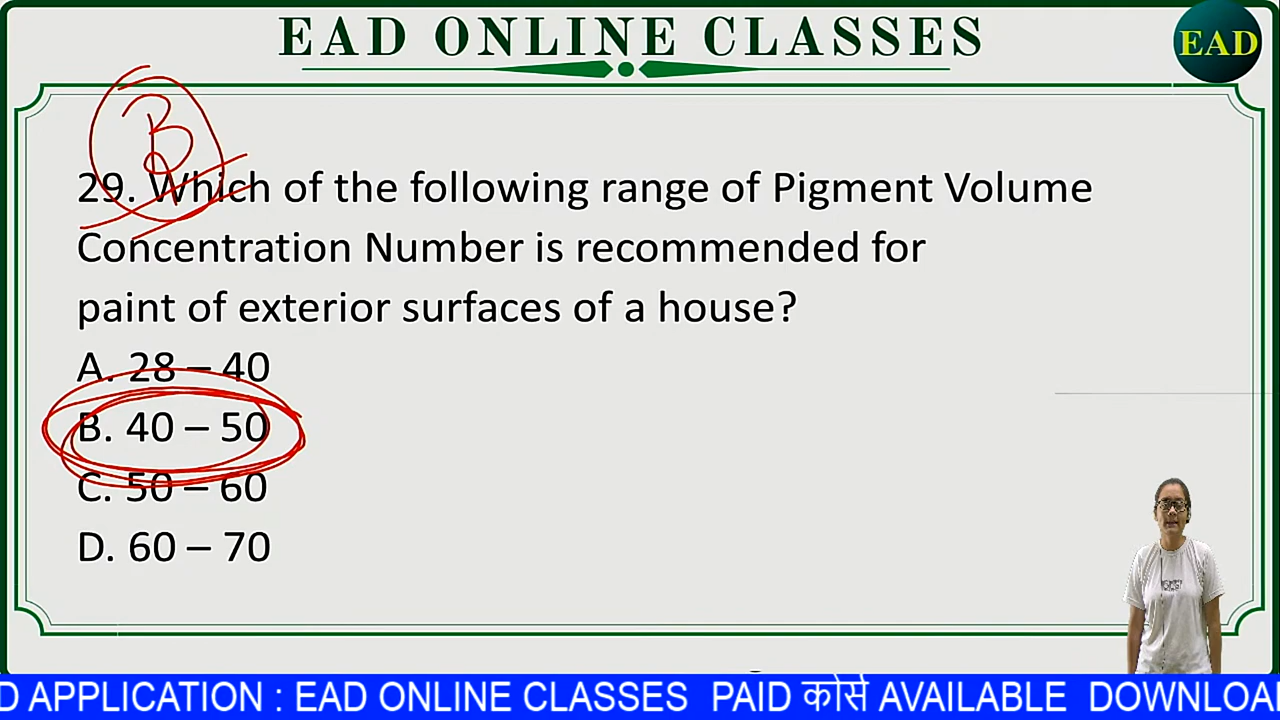 EAD ONLINE CLASSES
EAD
B
29. Which of the following range of Pigment Volume
Concentration Number is recommended for
paint of exterior surfaces of a house?
A. 28 – 40
B. 40 – 50
C. 50 – 60
D. 60 – 70
D APPLICATION : EAD ONLINE CLASSES PAID कोर्स AVAILABLE DOWNLOA